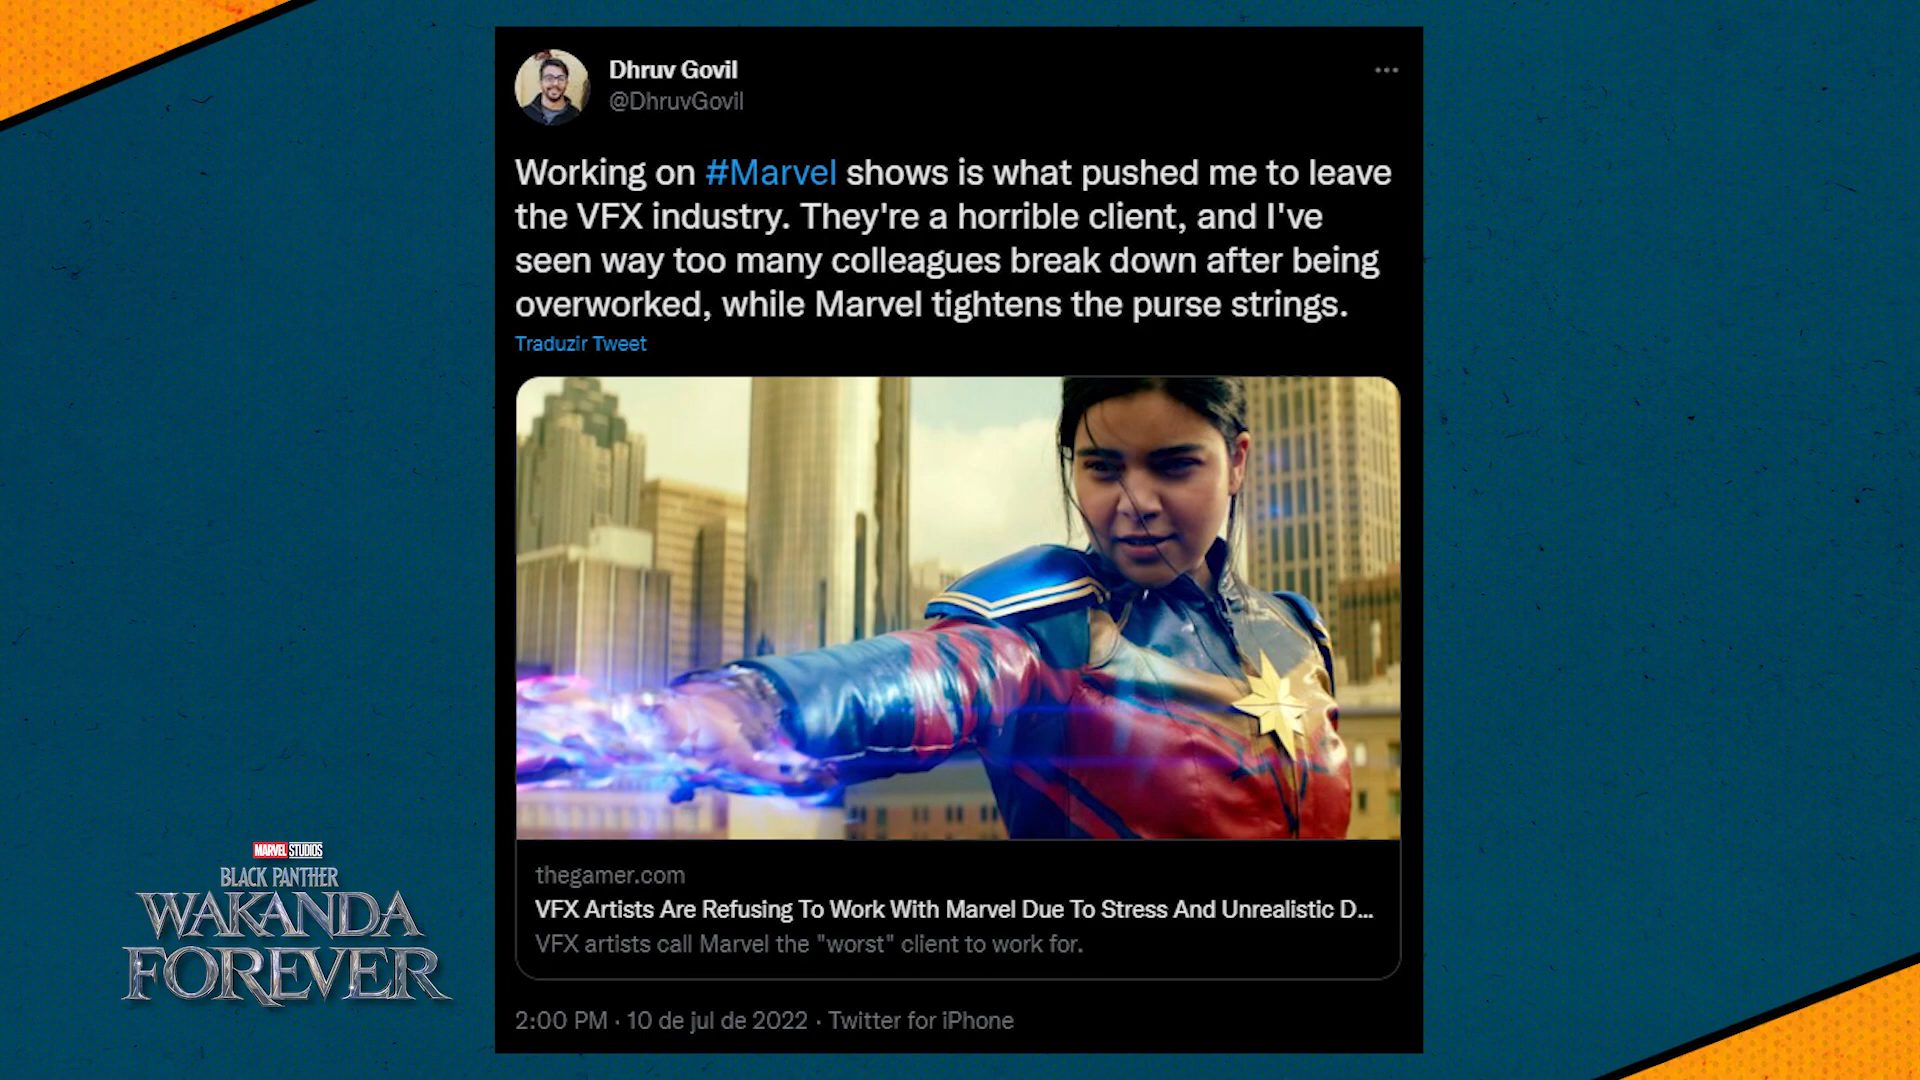 Dhruv Govil
@DhruvGovil
Working on #Marvel shows is what pushed me to leave
the VFX industry. They're a horrible client, and I've
seen way too many colleagues break down after being
overworked, while Marvel tightens the purse strings.
Traduzir Tweet
thegamer.com
VFX Artists Are Refusing To Work With Marvel Due To Stress And Unrealistic D...
VFX artists call Marvel the "worst" client to work for.
2:00 PM · 10 de jul de 2022 · Twitter for iPhone
MARVEL STUDIOS
BLACK PANTHER
WAKANDA
FOREVER